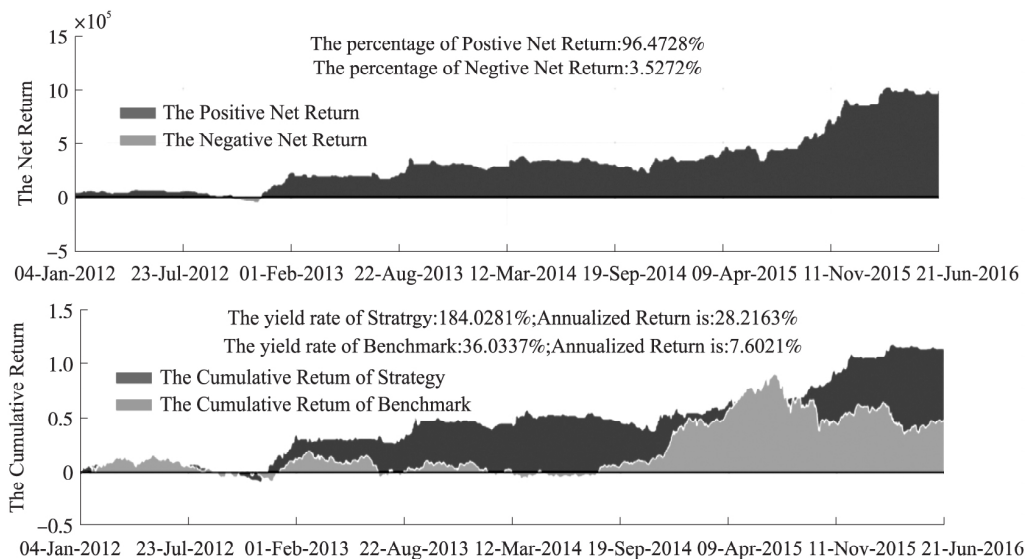 ×10⁵
15
The percentage of Postive Net Return:96.4728%
The percentage of Negtive Net Return:3.5272%
10
The Positive Net Return
The Negative Net Return
5
0
−5
The Net Return
04-Jan-2012 23-Jul-2012 01-Feb-2013 22-Aug-2013 12-Mar-2014 19-Sep-2014 09-Apr-2015 11-Nov-2015 21-Jun-2016
1.5
The yield rate of Stratrgy:184.0281%;Annualized Return is:28.2163%
The yield rate of Benchmark:36.0337%;Annualized Return is:7.6021%
1.0
The Cumulative Retum of Strategy
The Cumulative Retum of Benchmark
0.5
0
−0.5
The Cumulative Return
04-Jan-2012 23-Jul-2012 01-Feb-2013 22-Aug-2013 12-Mar-2014 19-Sep-2014 09-Apr-2015 11-Nov-2015 21-Jun-2016